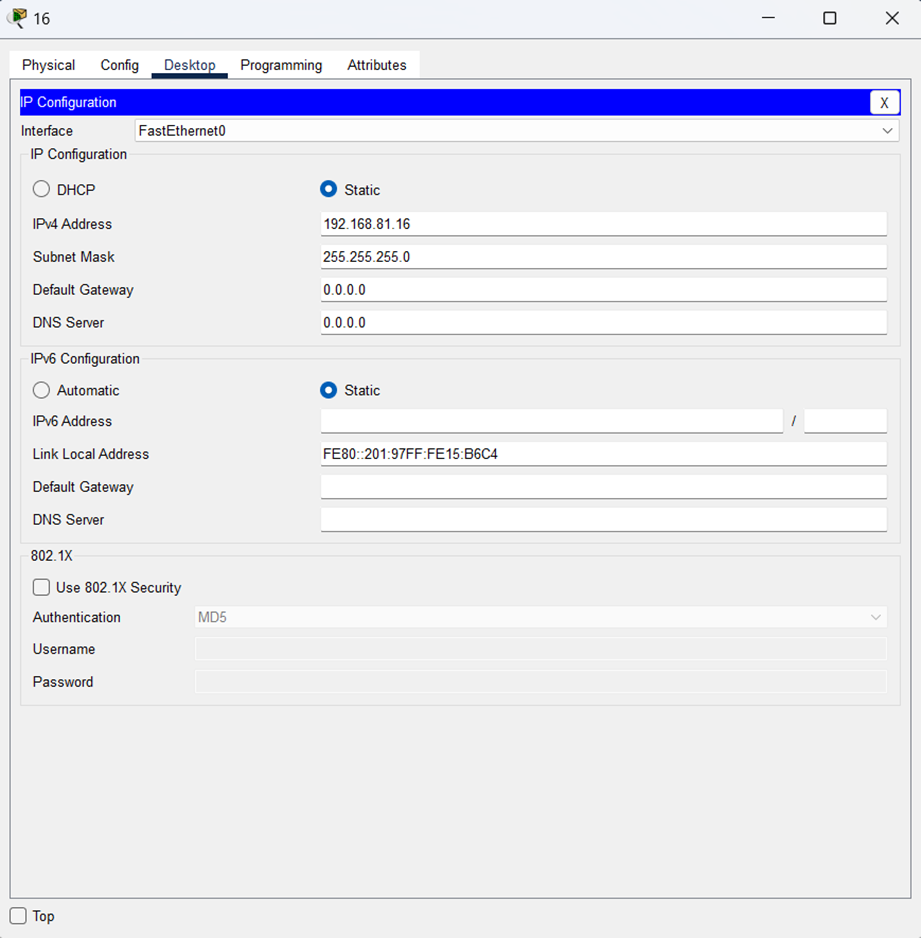 16
Physical Config Desktop Programming Attributes
IP Configuration X
Interface FastEthernet0
IP Configuration
DHCP Static
IPv4 Address 192.168.81.16
Subnet Mask 255.255.255.0
Default Gateway 0.0.0.0
DNS Server 0.0.0.0
IPv6 Configuration
Automatic Static
IPv6 Address /
Link Local Address FE80::201:97FF:FE15:B6C4
Default Gateway
DNS Server
802.1X
Use 802.1X Security
Authentication MD5
Username
Password
Top